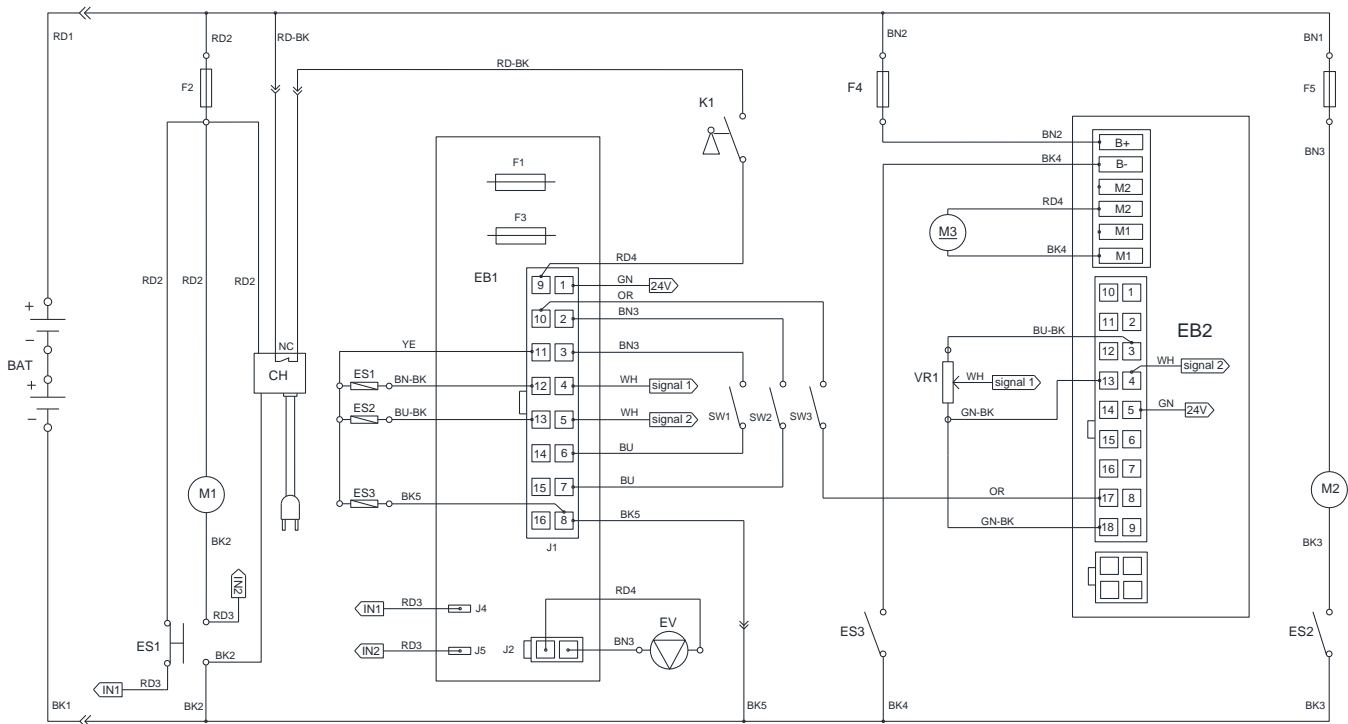 RD1
RD2
RD-BK
BN2
BN1
RD-BK
F2
K1
F4
F5
F1
BN2
B+
BK4
B-
BN3
M2
F3
RD4
M2
M3
M1
BK4
M1
RD4
EB1
9 1
GN
24V
RD2
RD2
RD2
OR
10 1
10 2
BN3
11 2
EB2
BU-BK
NC
YE
11 3
BN3
12 3
WH
signal 2
+
−
BAT
+
−
CH
ES1
BN-BK
12 4
WH
signal 1
VR1
WH
signal 1
13 4
ES2
BU-BK
13 5
WH
signal 2
SW1
SW2
SW3
GN-BK
14 5
GN
24V
15 6
14 6
BU
16 7
M1
ES3
BK5
15 7
BU
OR
17 8
M2
16 8
BK5
GN-BK
18 9
J1
BK2
BK3
IN2
RD4
RD3
IN1
RD3
J4
EV
ES1
ES3
ES2
BK2
IN2
RD3
J5
J2
BN3
IN1
RD3
BK1
BK2
BK5
BK4
BK3